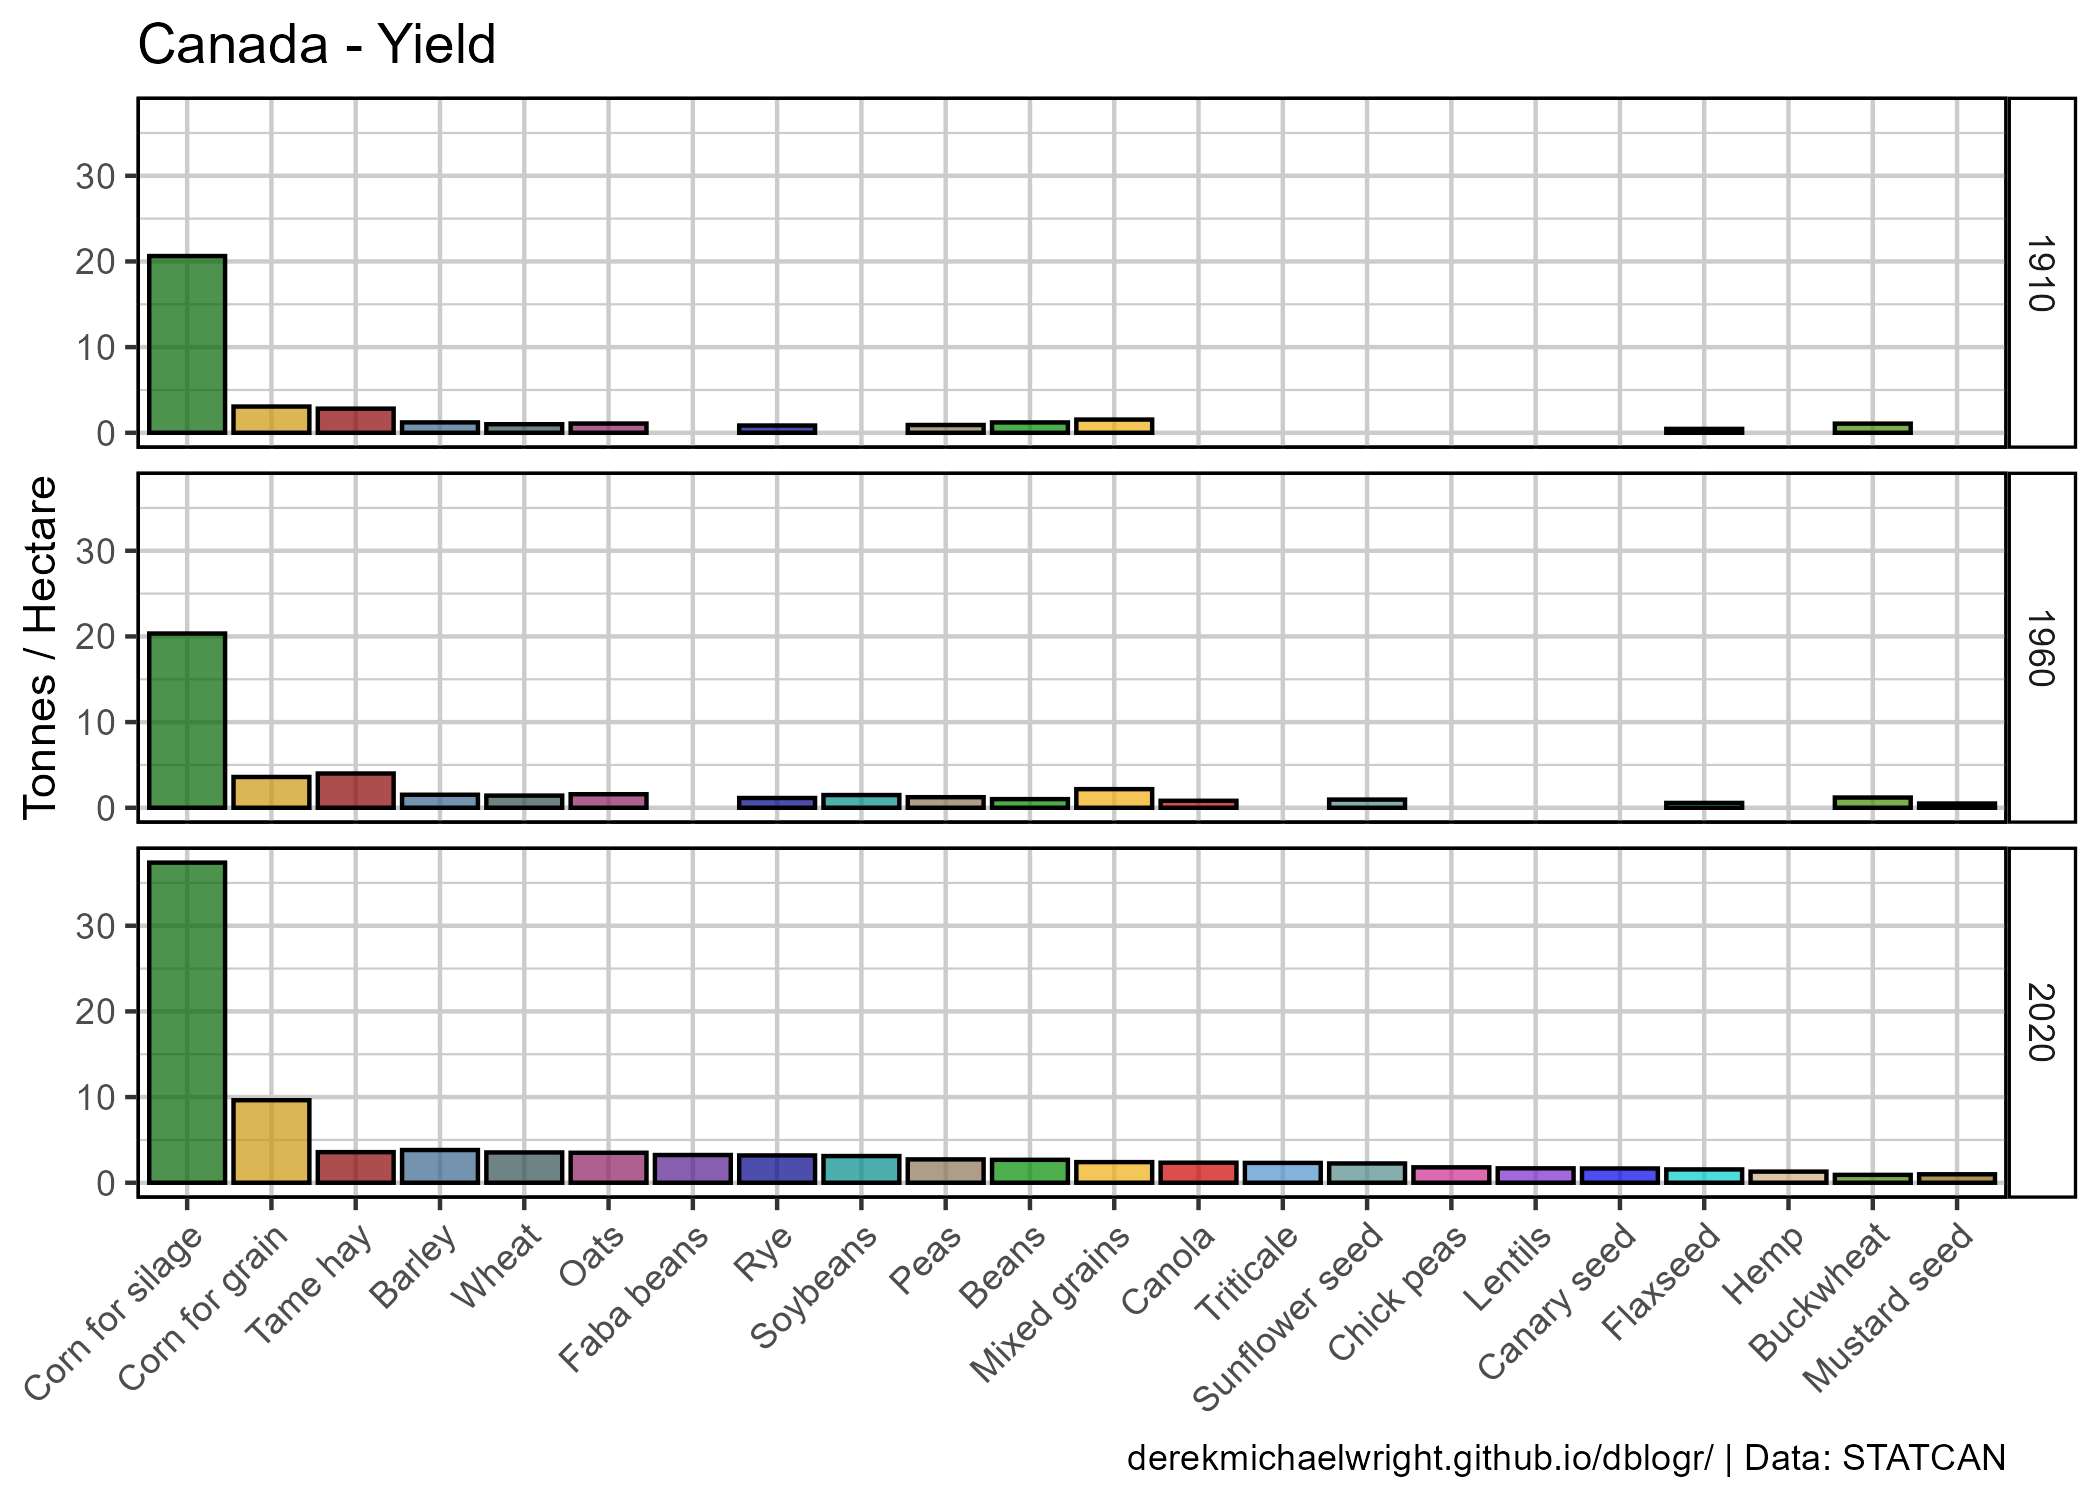 Canada - Yield
Tonnes / Hectare
30
20
10
0
1910
30
20
10
0
1960
30
20
10
0
2020
Corn for silage
Corn for grain
Tame hay
Barley
Wheat
Oats
Faba beans
Rye
Soybeans
Peas
Beans
Mixed grains
Canola
Triticale
Sunflower seed
Chick peas
Lentils
Canary seed
Flaxseed
Hemp
Buckwheat
Mustard seed
derekmichaelwright.github.io/dblogr/ | Data: STATCAN